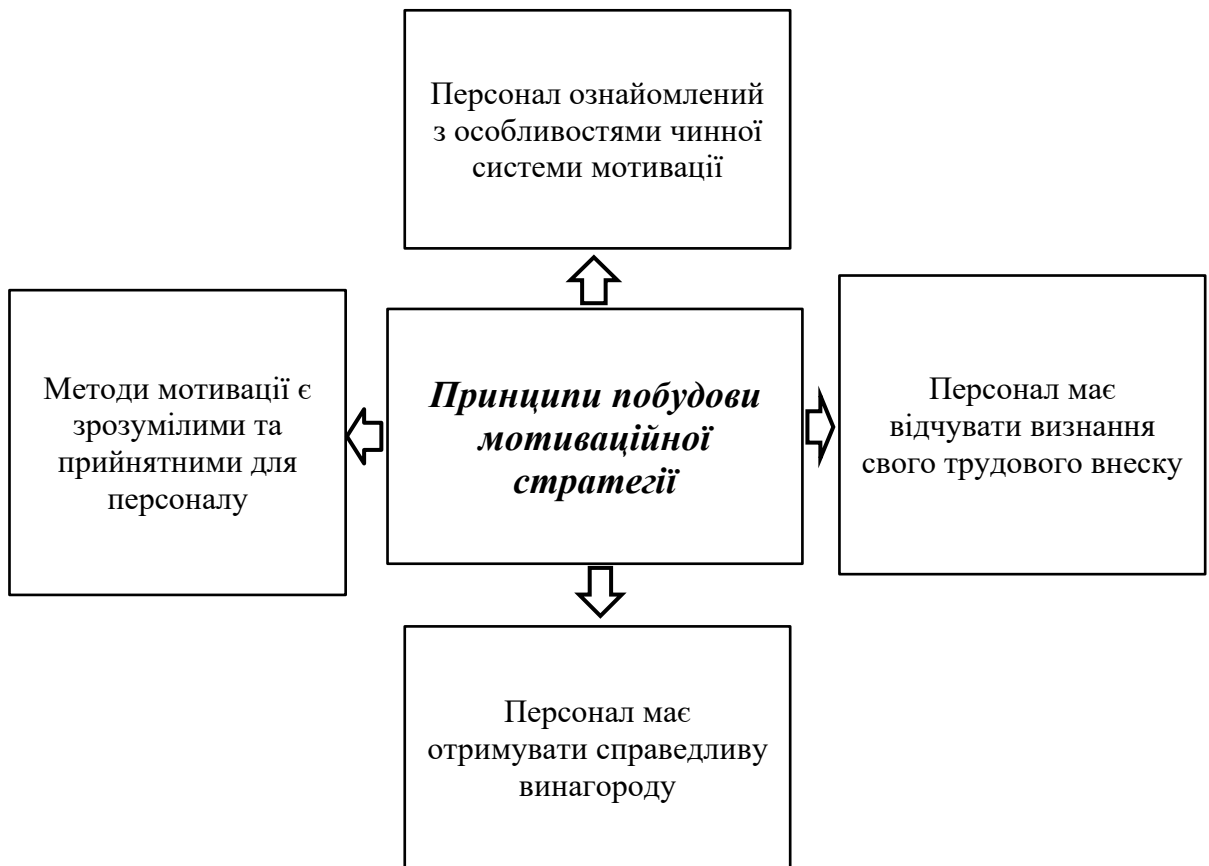 Персонал ознайомлений
з особливостями чинної
системи мотивації
Методи мотивації є
зрозумілими та
прийнятними для
персоналу
Принципи побудови
мотиваційної
стратегії
Персонал має
відчувати визнання
свого трудового внеску
Персонал має
отримувати справедливу
винагороду